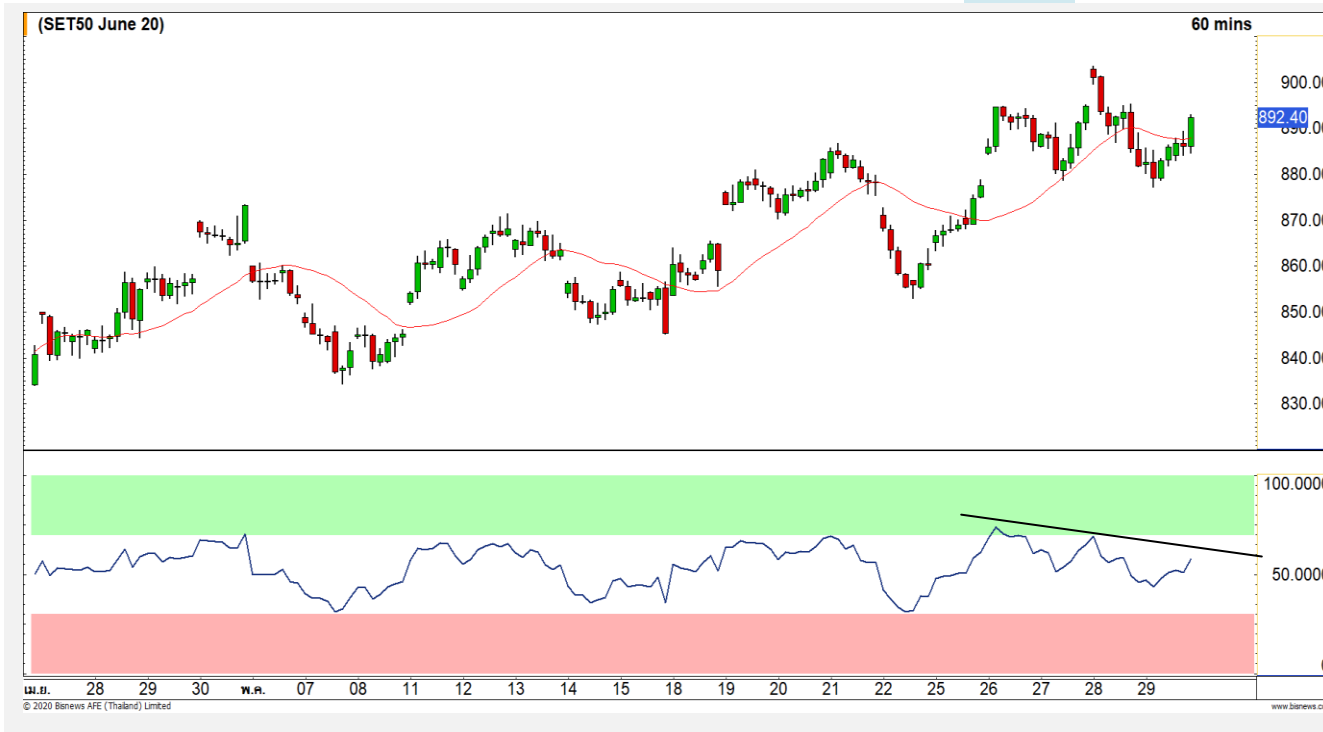 (SET50 June 20)
60 mins
900.00
892.40
890.00
880.00
870.00
860.00
850.00
840.00
830.00
100.0000
50.0000
0
เม.ย. 28 29 30 พ.ค. 07 08 11 12 13 14 15 18 19 20 21 22 25 26 27 28 29
© 2020 Bisnews AFE (Thailand) Limited
www.bisnews.c